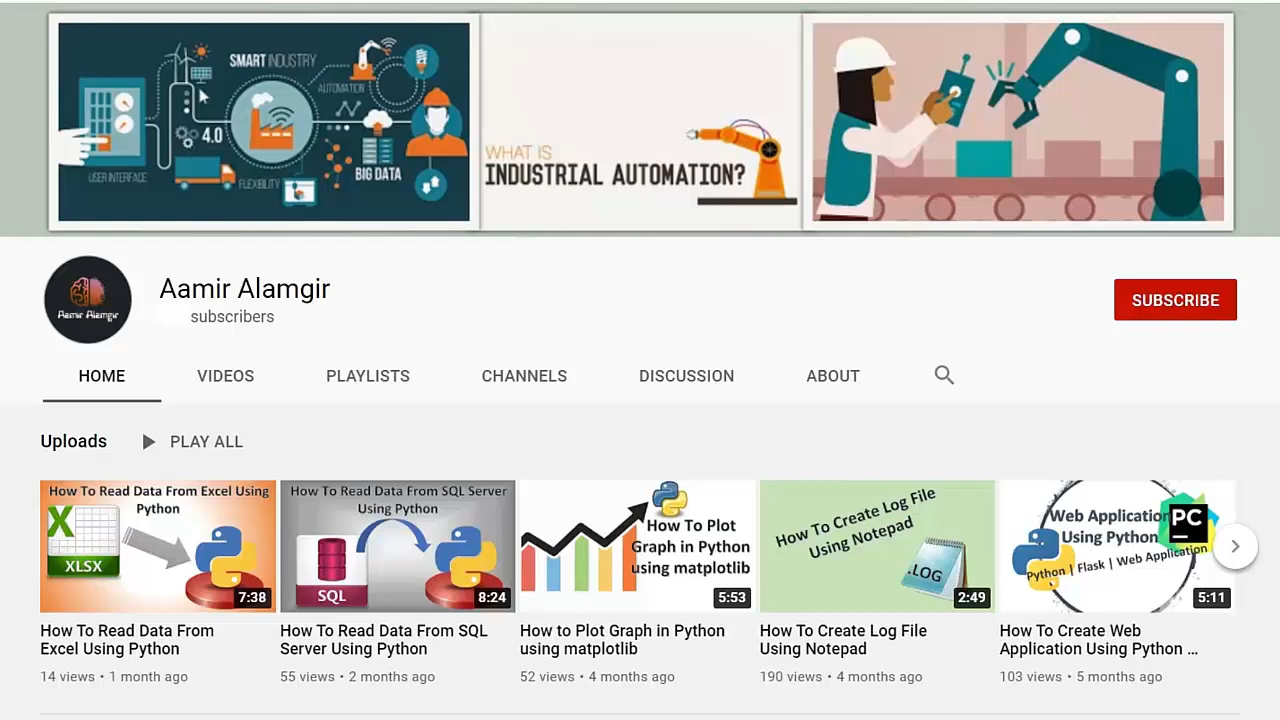 SMART INDUSTRY
AUTOMATION
4.0
USER INTERFACE
FLEXIBILITY
BIG DATA
WHAT IS
INDUSTRIAL AUTOMATION?
Aamir Alamgir
Aamir Alamgir
subscribers
SUBSCRIBE
HOME
VIDEOS
PLAYLISTS
CHANNELS
DISCUSSION
ABOUT
Uploads
PLAY ALL
How To Read Data From Excel Using
Python
X
XLSX
7:38
How To Read Data From Excel Using Python
14 views • 1 month ago
How To Read Data From SQL Server
Using Python
SQL
8:24
How To Read Data From SQL
Server Using Python
55 views • 2 months ago
How To Plot
Graph in Python
using matplotlib
5:53
How to Plot Graph in Python
using matplotlib
52 views • 4 months ago
How To Create Log File
Using Notepad
.LOG
2:49
How To Create Log File
Using Notepad
190 views • 4 months ago
Web Application
Using Python
PC
Python | Flask | Web Application
5:11
How To Create Web
Application Using Python ...
103 views • 5 months ago